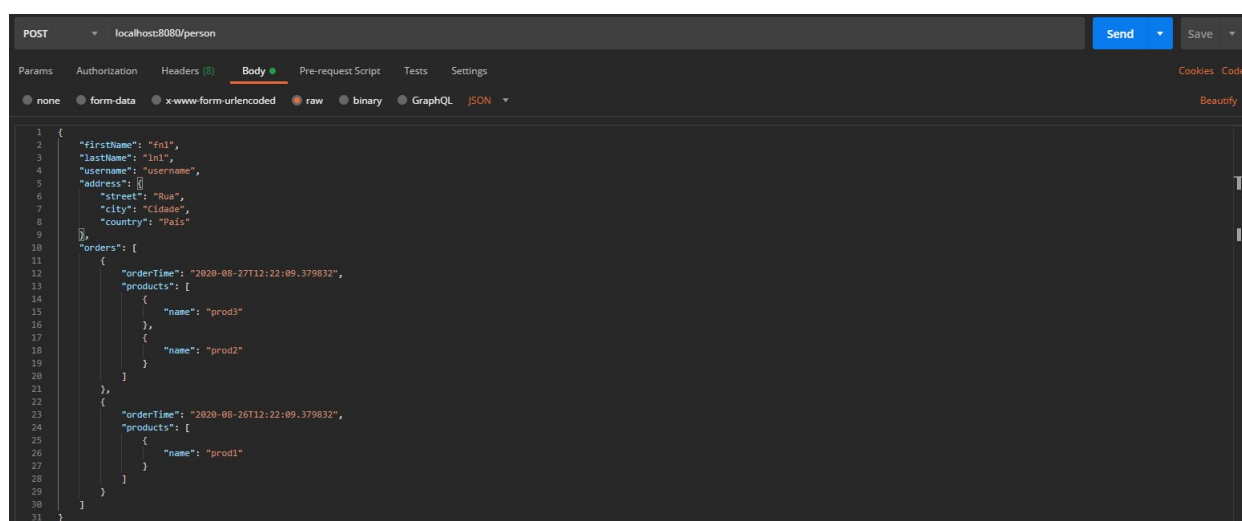 POST localhost:8080/person Send Save
Params Authorization Headers (8) Body Pre-request Script Tests Settings Cookies Code
none form-data x-www-form-urlencoded raw binary GraphQL JSON Beautify
1 {
2 "firstName": "fn1",
3 "lastName": "ln1",
4 "username": "username",
5 "address": {
6 "street": "Rua",
7 "city": "Cidade",
8 "country": "País"
9 },
10 "orders": [
11 {
12 "orderTime": "2020-08-27T12:22:09.379832",
13 "products": [
14 {
15 "name": "prod3"
16 },
17 {
18 "name": "prod2"
19 }
20 ]
21 },
22 {
23 "orderTime": "2020-08-26T12:22:09.379832",
24 "products": [
25 {
26 "name": "prod1"
27 }
28 ]
29 }
30 ]
31 }